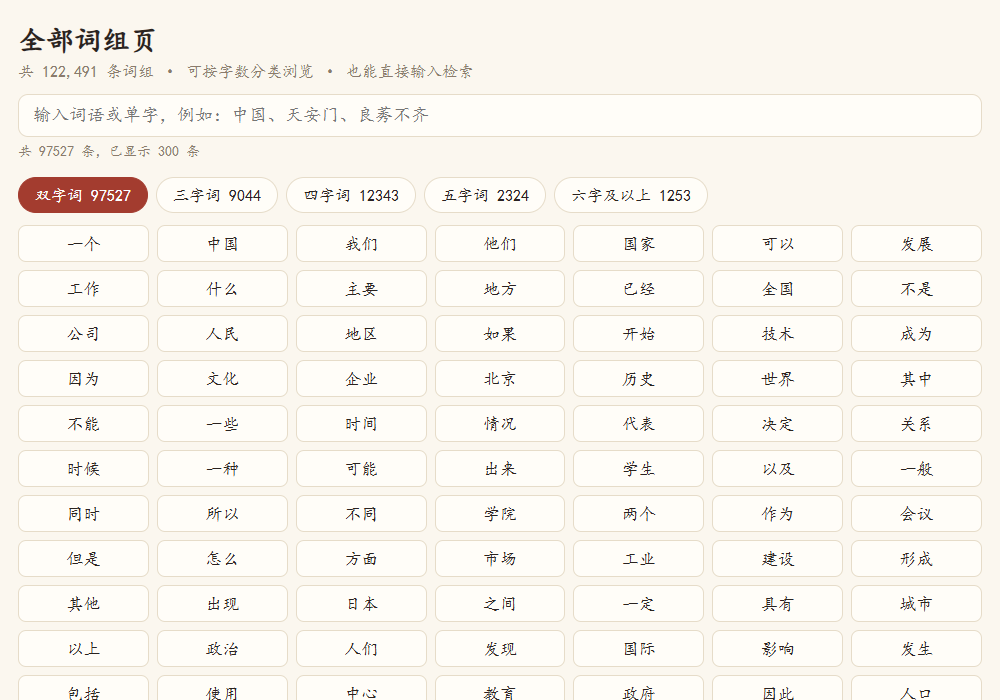 全部词组页
共 122,491 条词组 • 可按字数分类浏览 • 也能直接输入检索
输入词语或单字，例如：中国、天安门、良莠不齐
共 97527 条，已显示 300 条
双字词 97527 三字词 9044 四字词 12343 五字词 2324 六字及以上 1253
一个 中国 我们 他们 国家 可以 发展
工作 什么 主要 地方 已经 全国 不是
公司 人民 地区 如果 开始 技术 成为
因为 文化 企业 北京 历史 世界 其中
不能 一些 时间 情况 代表 决定 关系
时候 一种 可能 出来 学生 以及 一般
同时 所以 不同 学院 两个 作为 会议
但是 怎么 方面 市场 工业 建设 形成
其他 出现 日本 之间 一定 具有 城市
以上 政治 人们 发现 国际 影响 发生
包括 使用 中心 教育 政府 因此 人口